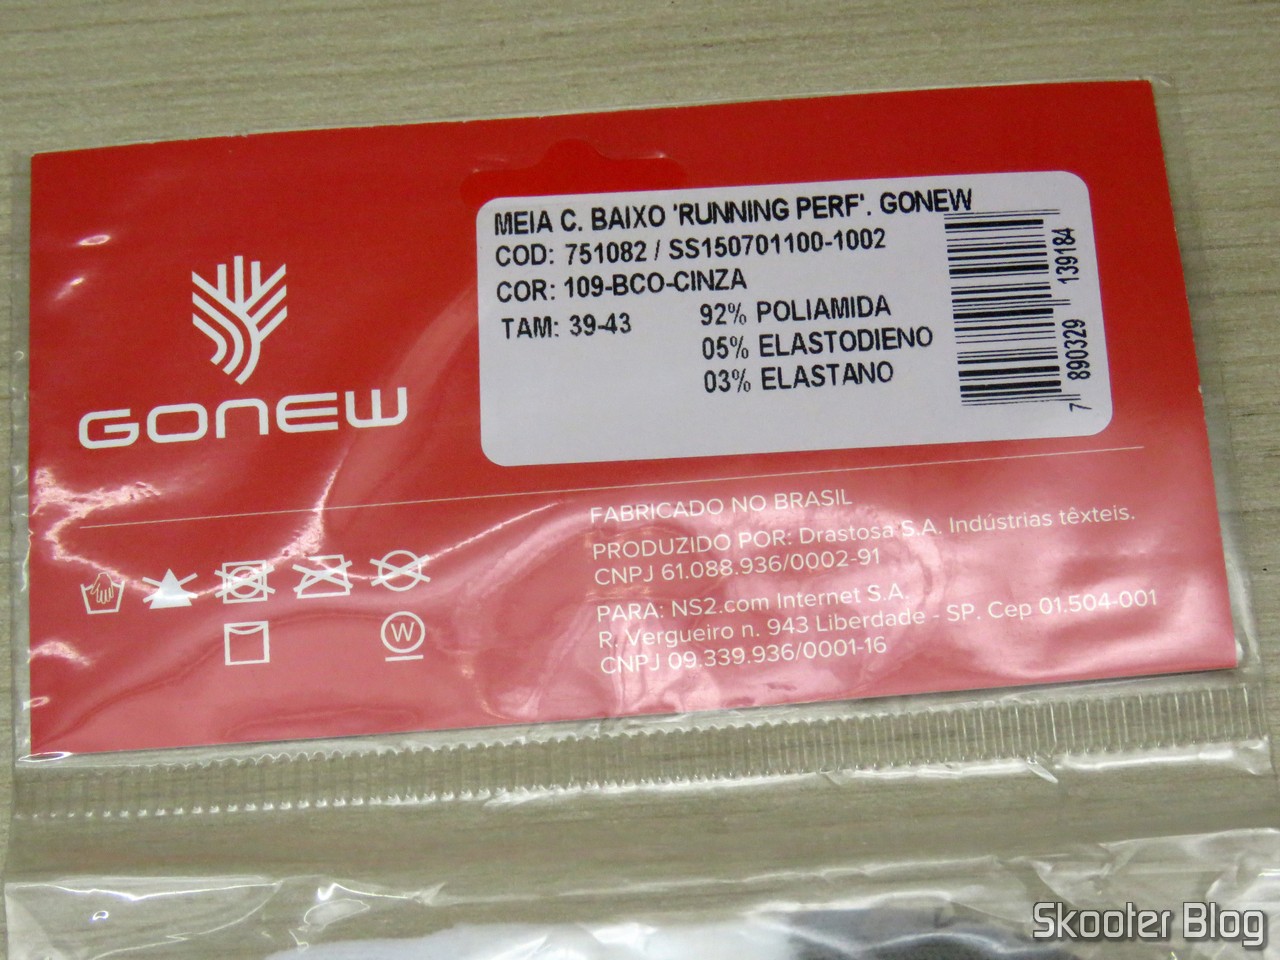 MEIA C. BAIXO 'RUNNING PERF'. GONEW
COD: 751082 / SS150701100-1002
COR: 109-BCO-CINZA
TAM: 39-43
92% POLIAMIDA
05% ELASTODIENO
03% ELASTANO
7 890329 139184
GONEW
FABRICADO NO BRASIL
PRODUZIDO POR: Drastosa S.A. Indústrias têxteis.
CNPJ 61.088.936/0002-91
PARA: NS2.com Internet S.A.
R. Vergueiro n. 943 Liberdade - SP. Cep 01.504-001
CNPJ 09.339.936/0001-16
W
Skooter Blog